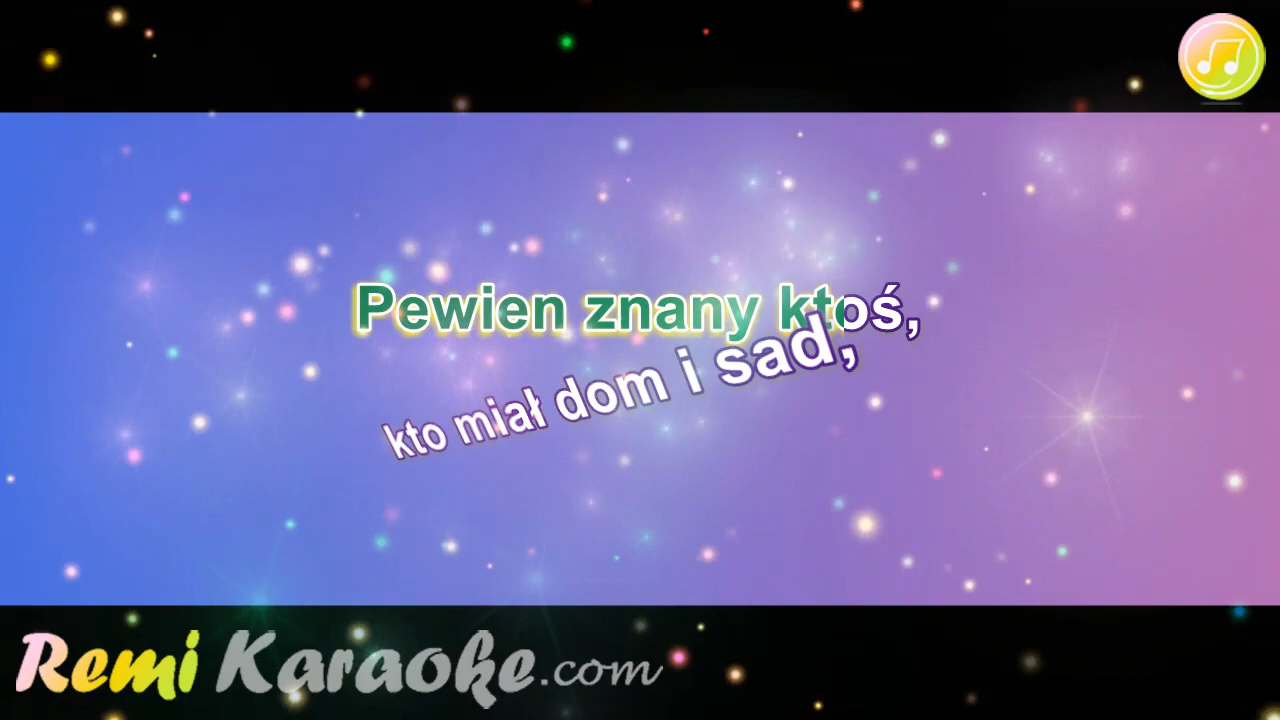 Pewien znany ktoś,
kto miał dom i sad,
Remi Karaoke.com